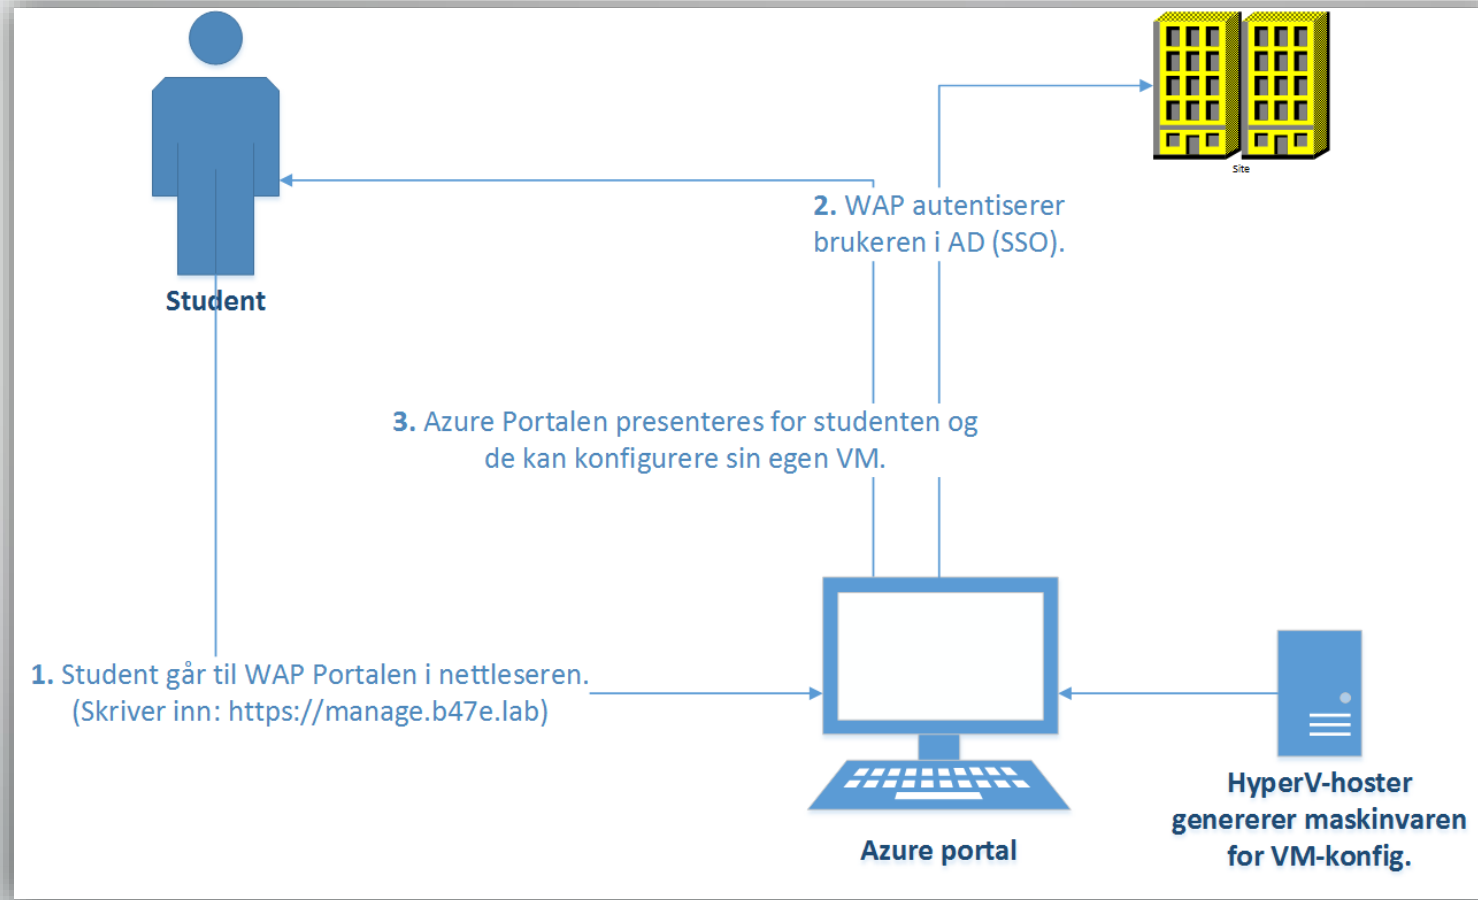 Site
2. WAP autentiserer
brukeren i AD (SSO).
Student
3. Azure Portalen presenteres for studenten og
de kan konfigurere sin egen VM.
1. Student går til WAP Portalen i nettleseren.
(Skriver inn: https://manage.b47e.lab)
Azure portal
HyperV-hoster
genererer maskinvaren
for VM-konfig.